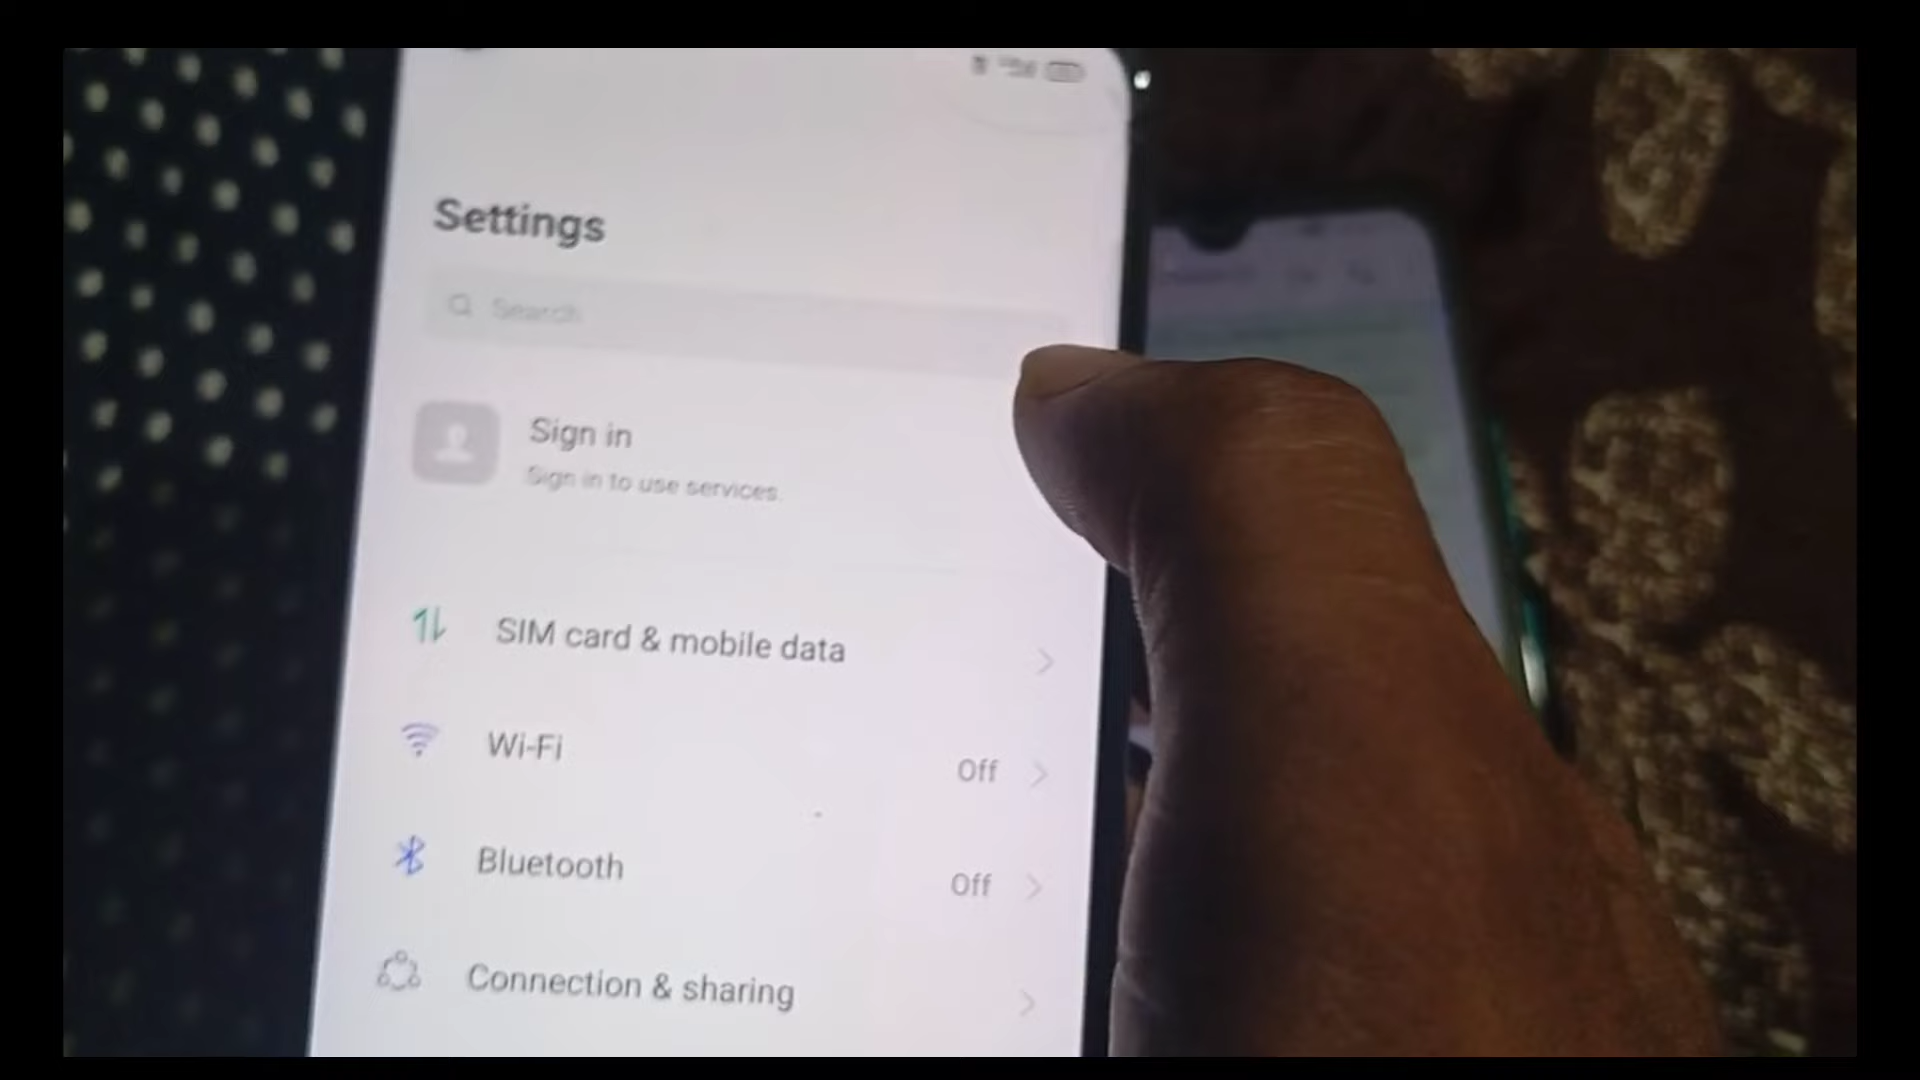 Settings
Search
Sign in
Sign in to use services.
SIM card & mobile data
Wi-Fi
Off
Bluetooth
Off
Connection & sharing